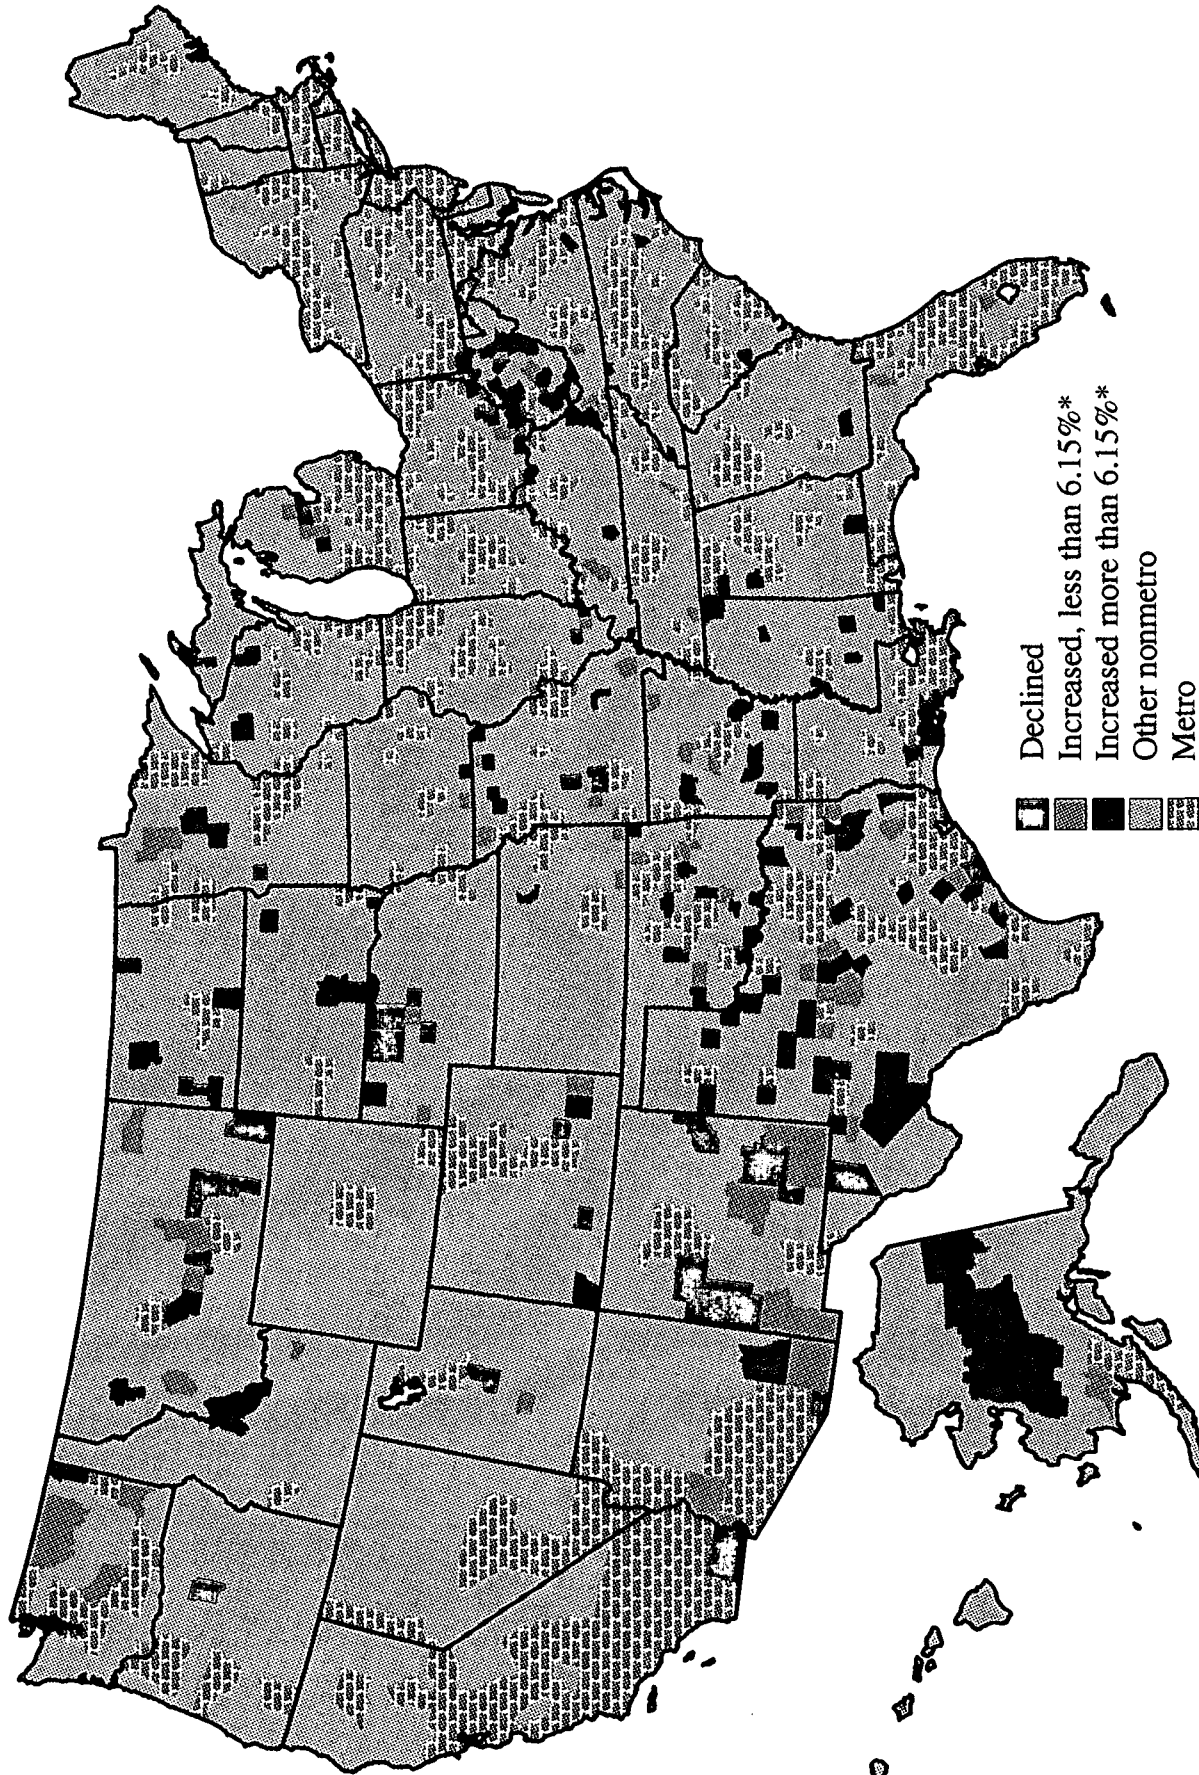 Declined
Increased, less than 6.15%*
Increased more than 6.15%*
Other nonmetro
Metro